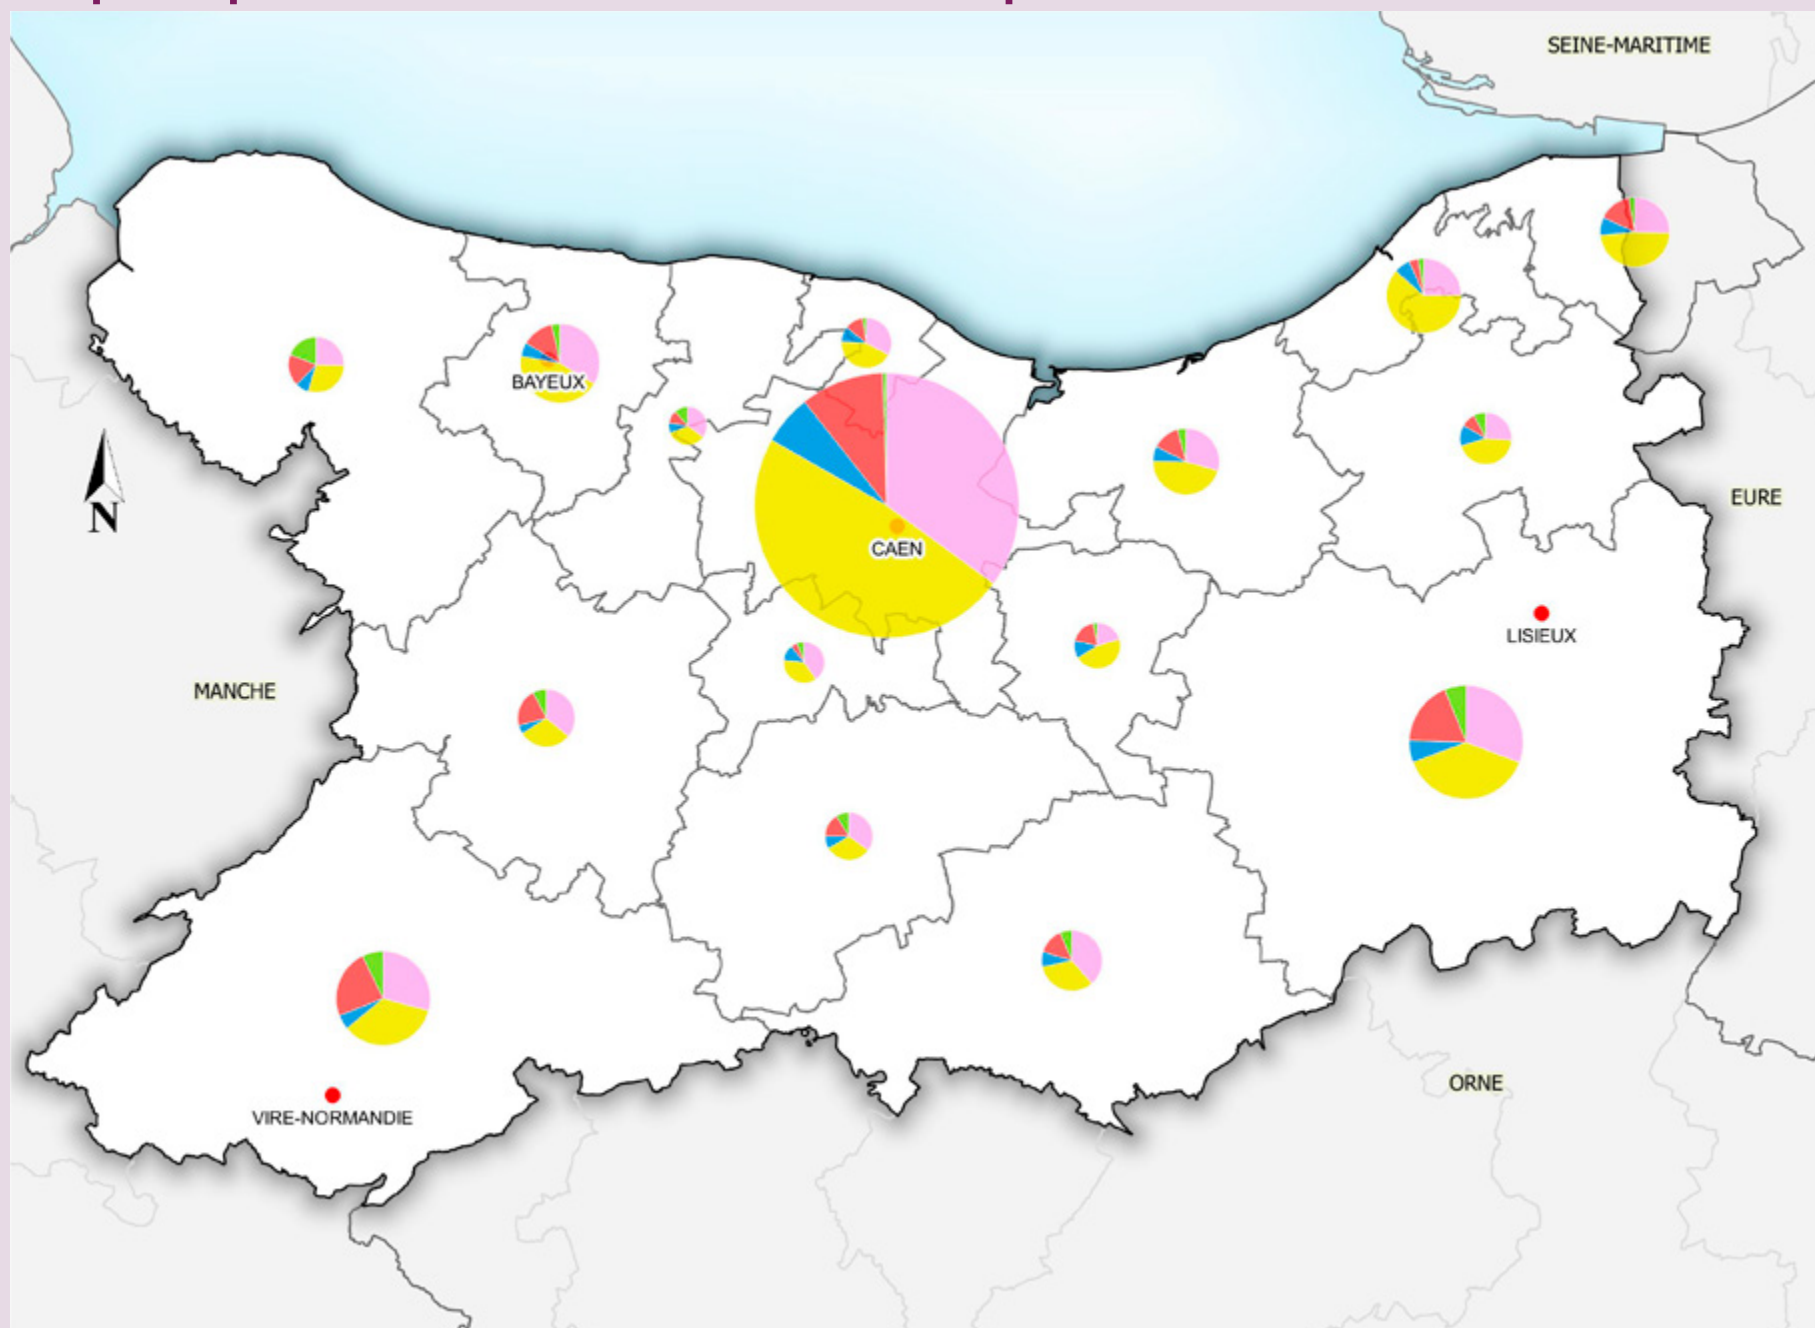 SEINE-MARITIME
BAYEUX
EURE
CAEN
LISIEUX
N
MANCHE
ORNE
VIRE-NORMANDIE